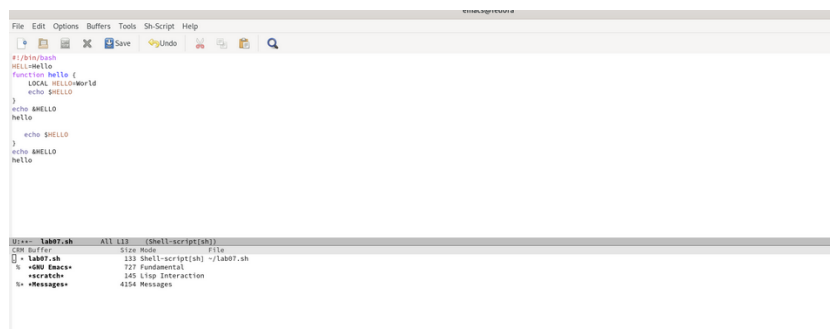 emacs@fedora
File Edit Options Buffers Tools Sh-Script Help
Save Undo
#!/bin/bash
HELL=Hello
function hello {
    LOCAL HELLO=World
    echo $HELLO
}
echo &HELLO
hello

   echo $HELLO
}
echo &HELLO
hello
U:**- lab07.sh All L13 (Shell-script[sh])
CRM Buffer Size Mode File
. * lab07.sh 133 Shell-script[sh] ~/lab07.sh
% *GNU Emacs* 727 Fundamental
*scratch* 145 Lisp Interaction
%* *Messages* 4154 Messages